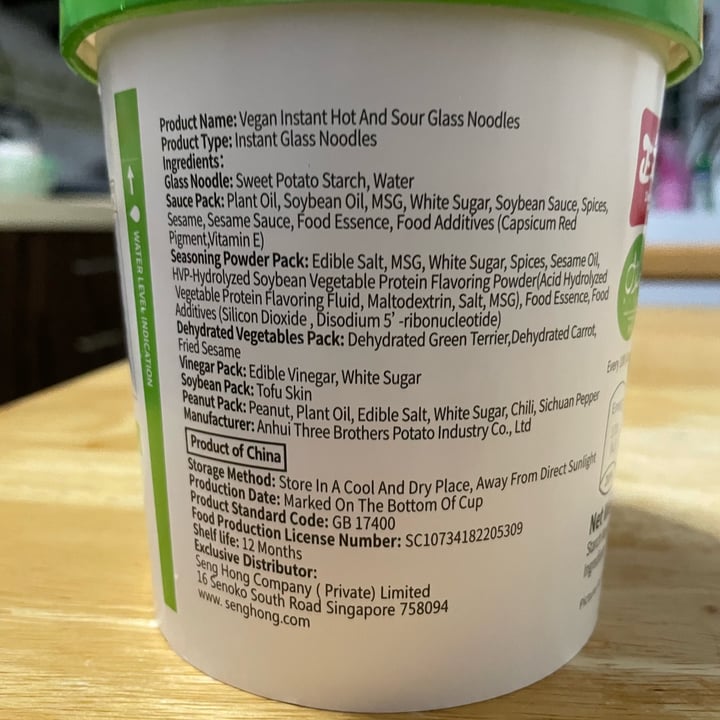 Product Name: Vegan Instant Hot And Sour Glass Noodles
Product Type: Instant Glass Noodles
Ingredients:
Glass Noodle: Sweet Potato Starch, Water
Sauce Pack: Plant Oil, Soybean Oil, MSG, White Sugar, Soybean Sauce, Spices,
Sesame, Sesame Sauce, Food Essence, Food Additives (Capsicum Red
Pigment,Vitamin E)
Seasoning Powder Pack: Edible Salt, MSG, White Sugar, Spices, Sesame Oil,
HVP-Hydrolyzed Soybean Vegetable Protein Flavoring Powder(Acid Hydrolyzed
Vegetable Protein Flavoring Fluid, Maltodextrin, Salt, MSG), Food Essence, Food
Additives (Silicon Dioxide , Disodium 5' -ribonucleotide)
Dehydrated Vegetables Pack: Dehydrated Green Terrier,Dehydrated Carrot,
Fried Sesame
Vinegar Pack: Edible Vinegar, White Sugar
Soybean Pack: Tofu Skin
Peanut Pack: Peanut, Plant Oil, Edible Salt, White Sugar, Chili, Sichuan Pepper
Manufacturer: Anhui Three Brothers Potato Industry Co., Ltd
Product of China
Storage Method: Store In A Cool And Dry Place, Away From Direct Sunlight
Production Date: Marked On The Bottom Of Cup
Product Standard Code: GB 17400
Food Production License Number: SC10734182205309
Shelf life: 12 Months
Exclusive Distributor:
Seng Hong Company ( Private) Limited
16 Senoko South Road Singapore 758094
www. senghong.com
WATER LEVEL INDICATION
Every
Net